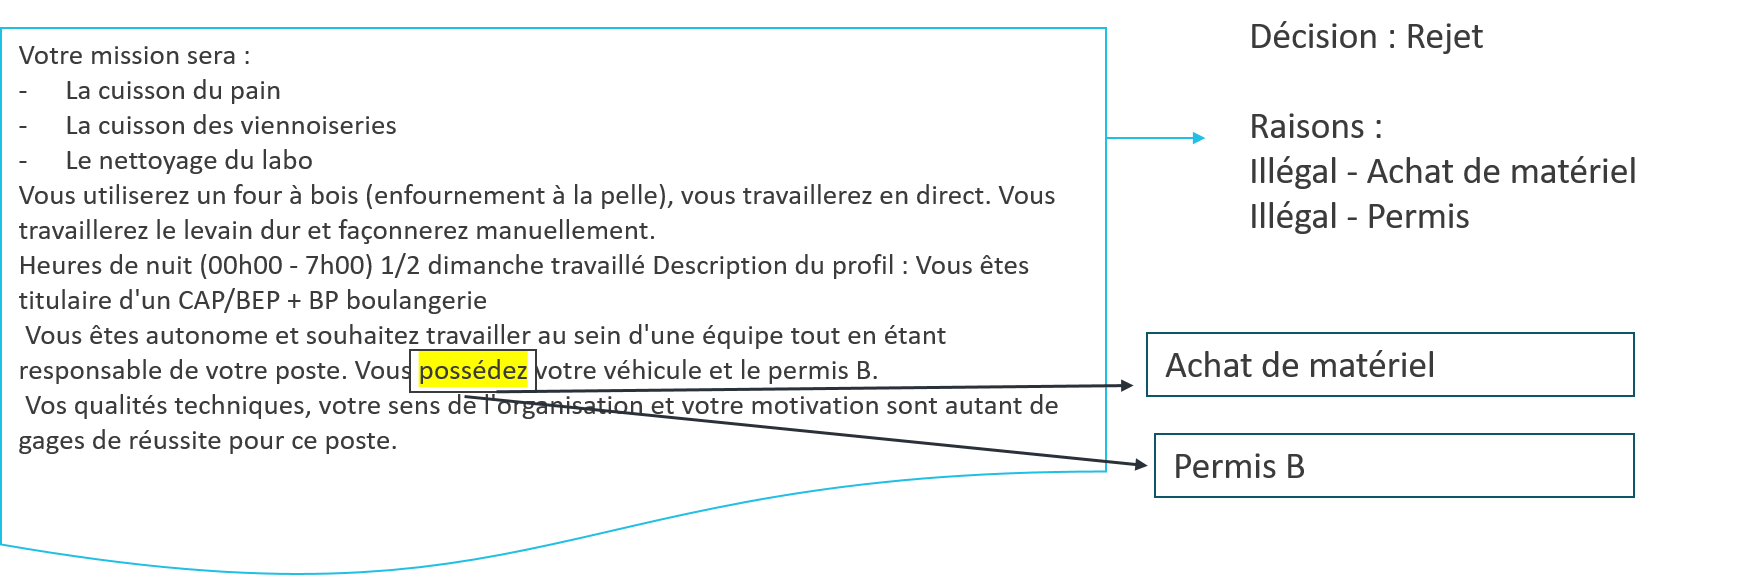 Votre mission sera :
- La cuisson du pain
- La cuisson des viennoiseries
- Le nettoyage du labo
Vous utiliserez un four à bois (enfournement à la pelle), vous travaillerez en direct. Vous
travaillerez le levain dur et façonnerez manuellement.
Heures de nuit (00h00 - 7h00) 1/2 dimanche travaillé Description du profil : Vous êtes
titulaire d'un CAP/BEP + BP boulangerie
Vous êtes autonome et souhaitez travailler au sein d'une équipe tout en étant
responsable de votre poste. Vous possédez votre véhicule et le permis B.
Vos qualités techniques, votre sens de l'organisation et votre motivation sont autant de
gages de réussite pour ce poste.
Décision : Rejet
Raisons :
Illégal - Achat de matériel
Illégal - Permis
Achat de matériel
Permis B